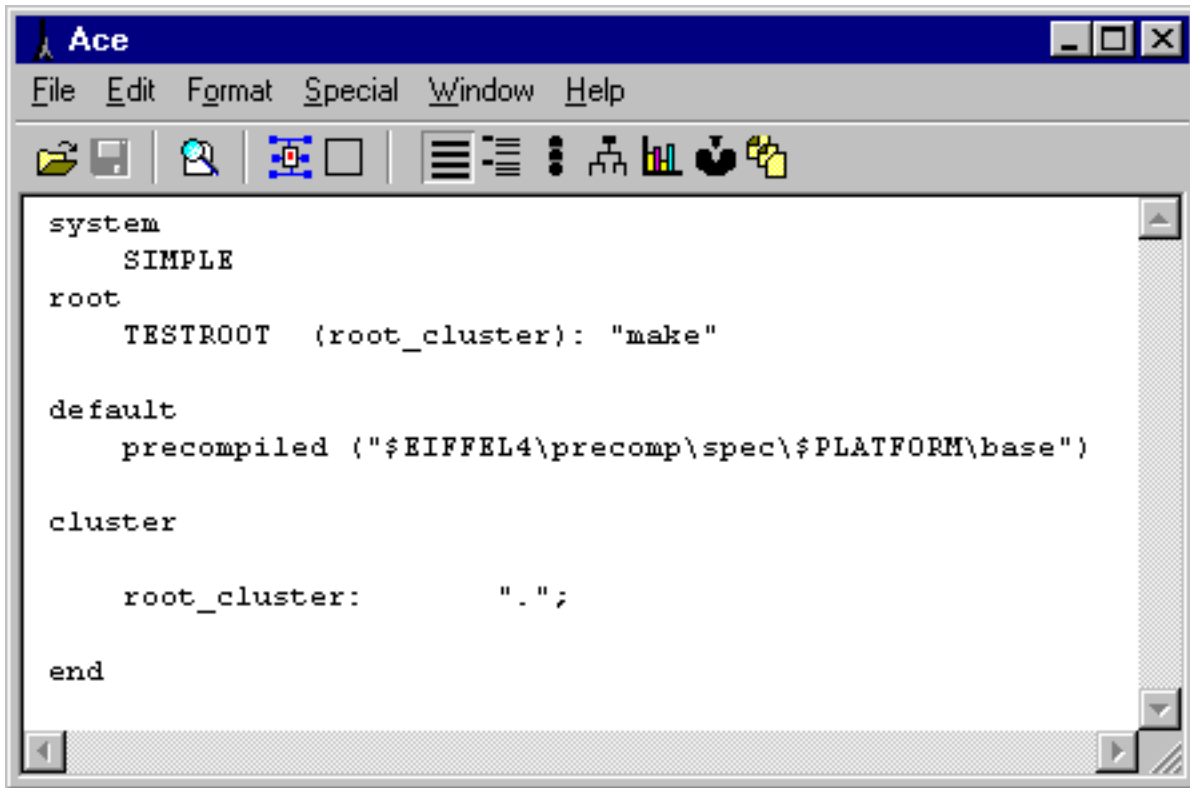 Ace
File Edit Format Special Window Help
system
SIMPLE
root
TESTROOT (root_cluster): "make"
default
precompiled ("$EIFFEL4\precomp\spec\$PLATFORM\base")
cluster
root_cluster: ".";
end